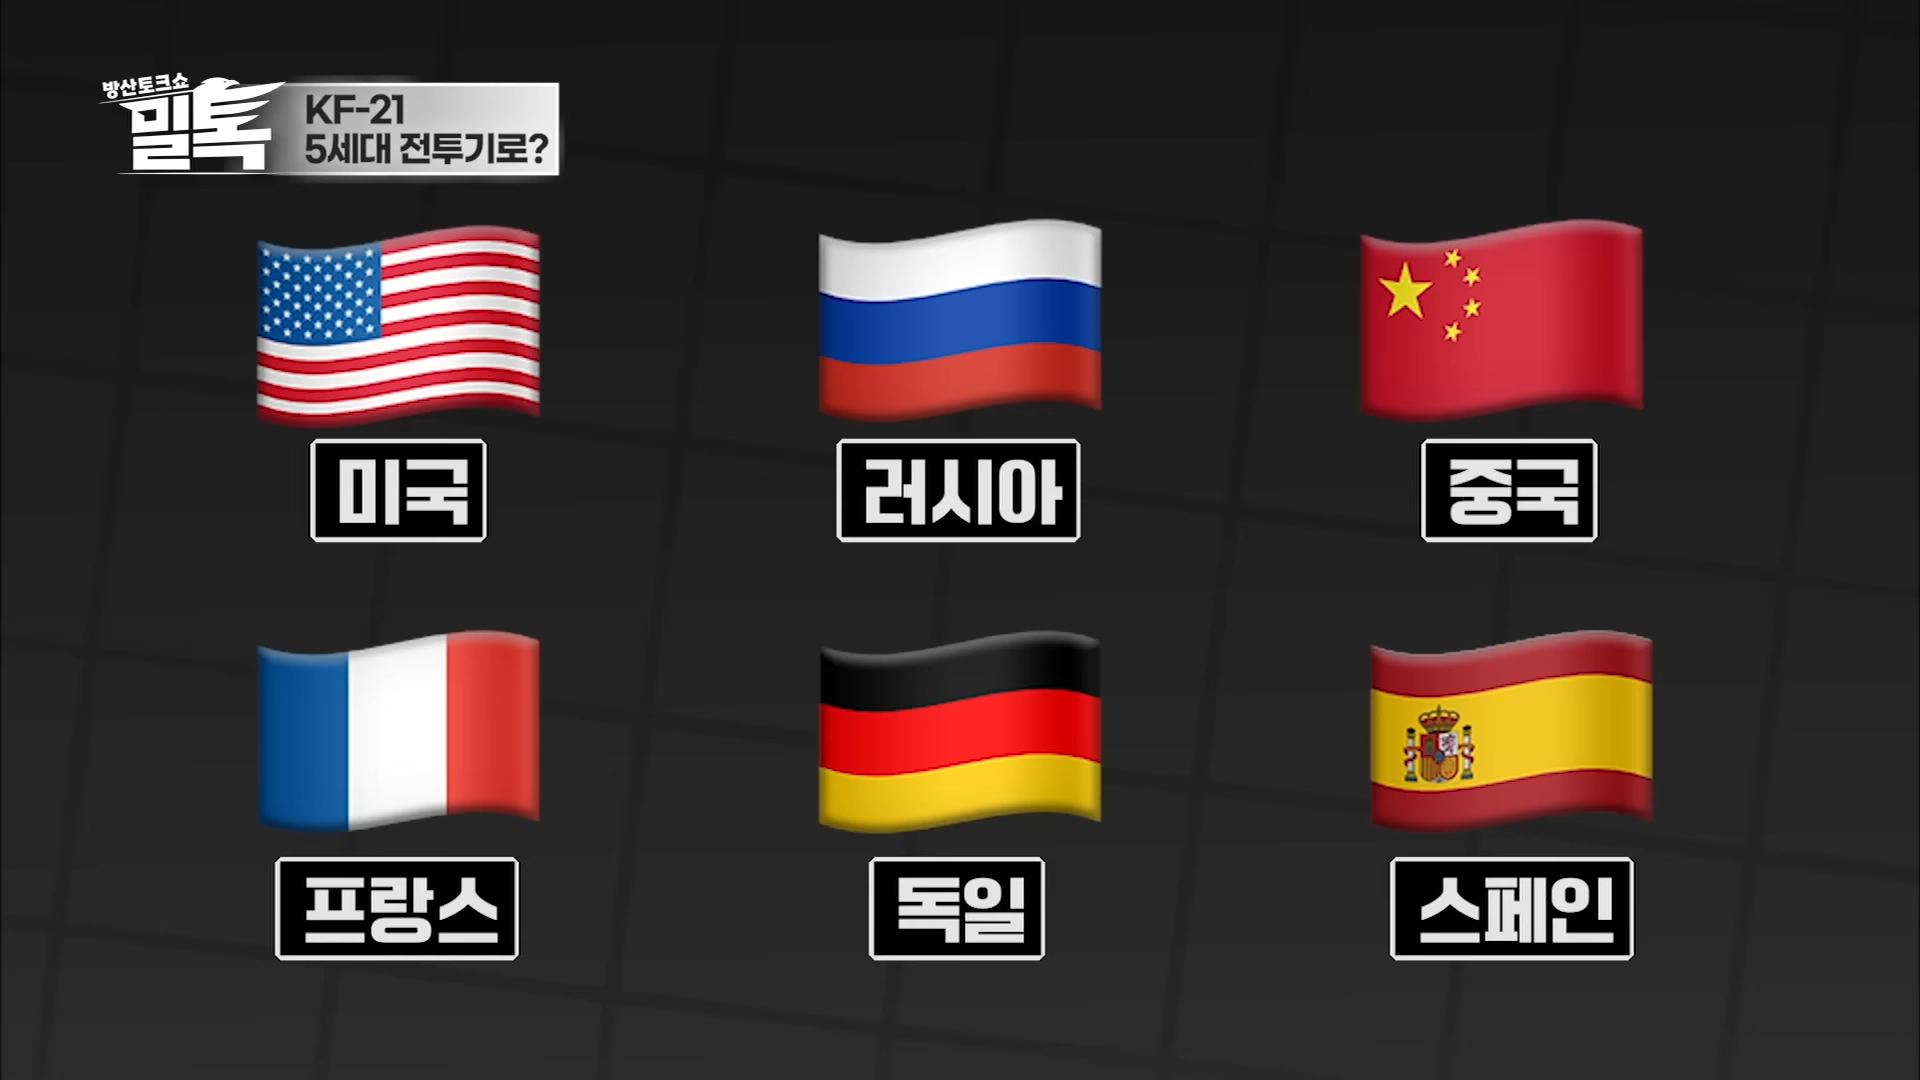 방산토크쇼
밀톡
KF-21
5세대 전투기로?
미국
러시아
중국
프랑스
독일
스페인